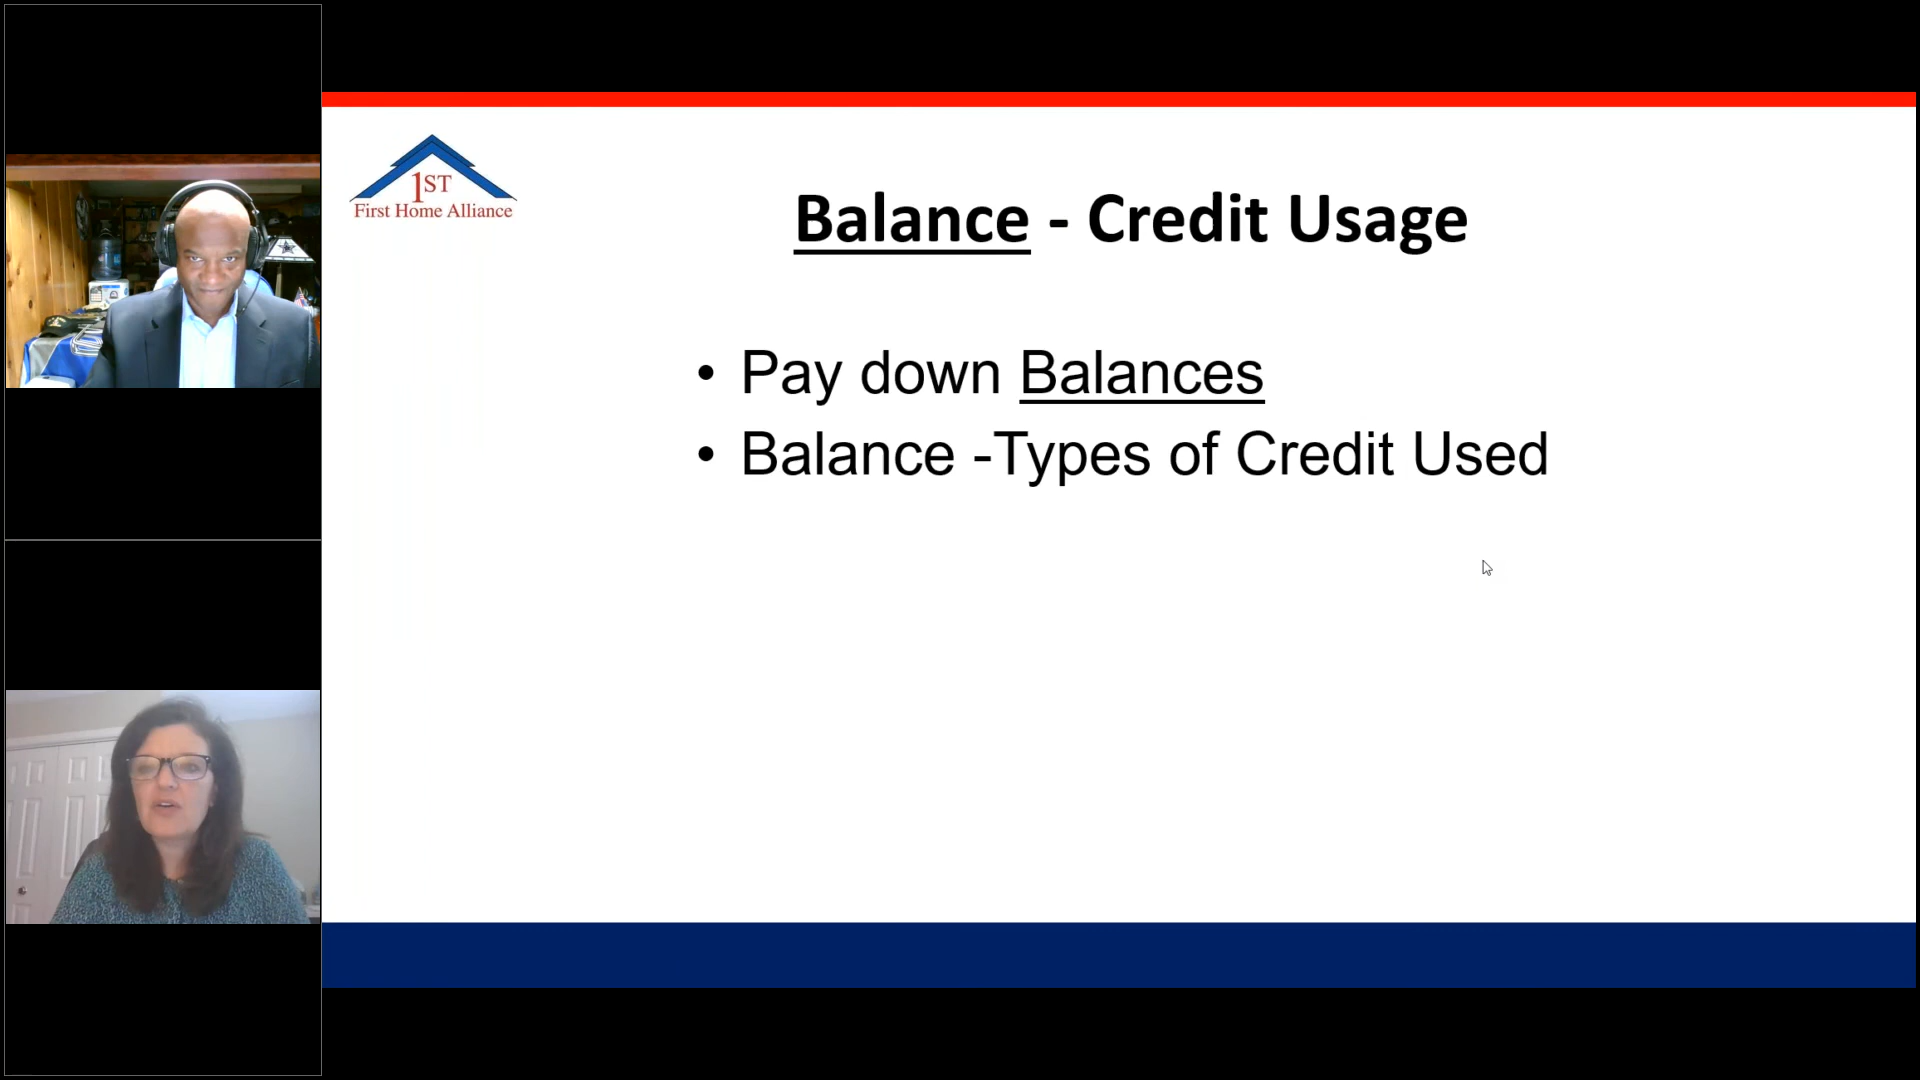 1ST
First Home Alliance
Balance - Credit Usage
• Pay down Balances
• Balance -Types of Credit Used